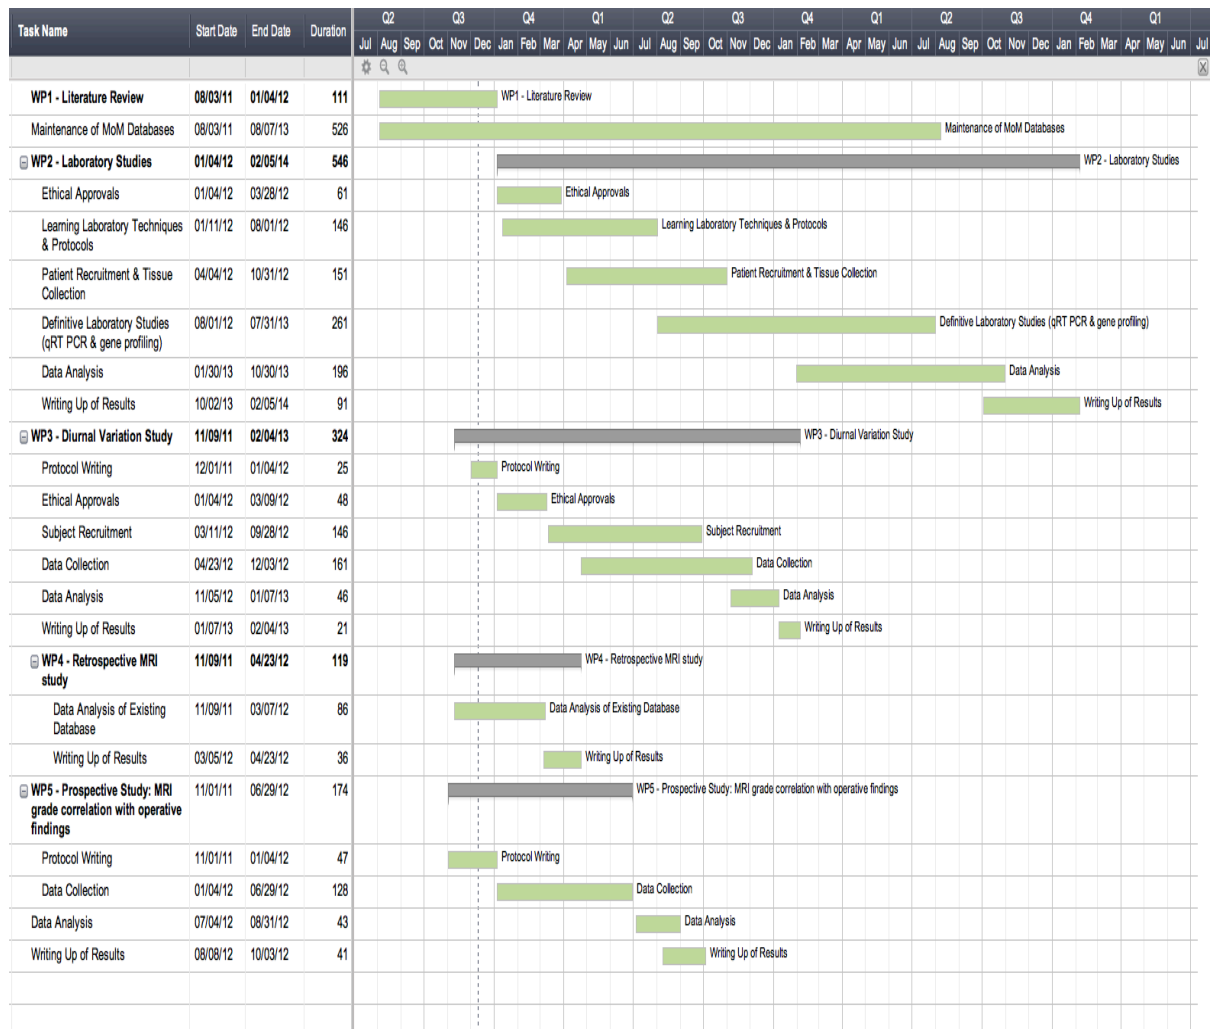 Q2 Q3 Q4 Q1 Q2 Q3 Q4 Q1 Q2 Q3 Q4 Q1
Task Name Start Date End Date Duration
Jul Aug Sep Oct Nov Dec Jan Feb Mar Apr May Jun Jul Aug Sep Oct Nov Dec Jan Feb Mar Apr May Jun Jul Aug Sep Oct Nov Dec Jan Feb Mar Apr May Jun Jul
WP1 - Literature Review 08/03/11 01/04/12 111 WP1 - Literature Review
Maintenance of MoM Databases 08/03/11 08/07/13 526 Maintenance of MoM Databases
WP2 - Laboratory Studies 01/04/12 02/05/14 546 WP2 - Laboratory Studies
Ethical Approvals 01/04/12 03/28/12 61 Ethical Approvals
Learning Laboratory Techniques 01/11/12 08/01/12 146 Learning Laboratory Techniques & Protocols
& Protocols
Patient Recruitment & Tissue 04/04/12 10/31/12 151 Patient Recruitment & Tissue Collection
Collection
Definitive Laboratory Studies 08/01/12 07/31/13 261 Definitive Laboratory Studies (qRT PCR & gene profiling)
(qRT PCR & gene profiling)
Data Analysis 01/30/13 10/30/13 196 Data Analysis
Writing Up of Results 10/02/13 02/05/14 91 Writing Up of Results
WP3 - Diurnal Variation Study 11/09/11 02/04/13 324 WP3 - Diurnal Variation Study
Protocol Writing 12/01/11 01/04/12 25 Protocol Writing
Ethical Approvals 01/04/12 03/09/12 48 Ethical Approvals
Subject Recruitment 03/11/12 09/28/12 146 Subject Recruitment
Data Collection 04/23/12 12/03/12 161 Data Collection
Data Analysis 11/05/12 01/07/13 46 Data Analysis
Writing Up of Results 01/07/13 02/04/13 21 Writing Up of Results
WP4 - Retrospective MRI 11/09/11 04/23/12 119 WP4 - Retrospective MRI study
study
Data Analysis of Existing 11/09/11 03/07/12 86 Data Analysis of Existing Database
Database
Writing Up of Results 03/05/12 04/23/12 36 Writing Up of Results
WP5 - Prospective Study: MRI 11/01/11 06/29/12 174 WP5 - Prospective Study: MRI grade correlation with operative findings
grade correlation with operative
findings
Protocol Writing 11/01/11 01/04/12 47 Protocol Writing
Data Collection 01/04/12 06/29/12 128 Data Collection
Data Analysis 07/04/12 08/31/12 43 Data Analysis
Writing Up of Results 08/08/12 10/03/12 41 Writing Up of Results